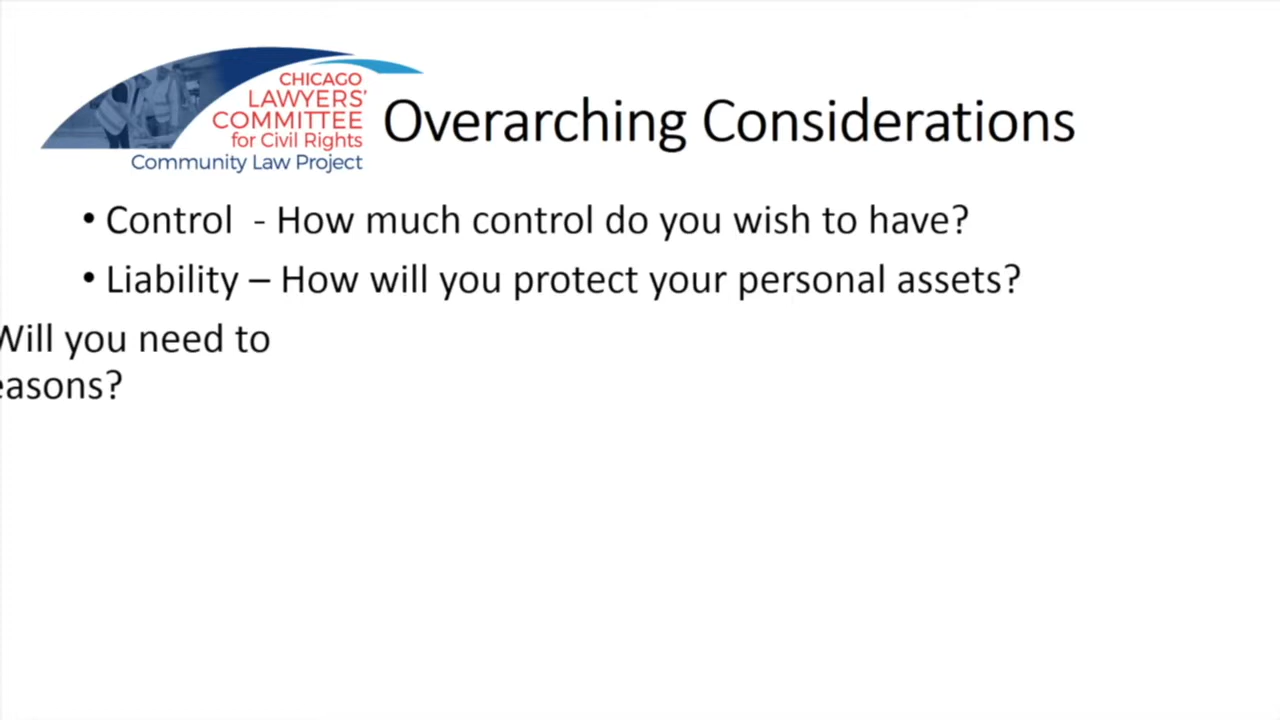 CHICAGO
LAWYERS'
COMMITTEE
for Civil Rights
Community Law Project
Overarching Considerations
• Control - How much control do you wish to have?
• Liability – How will you protect your personal assets?
Will you need to
easons?